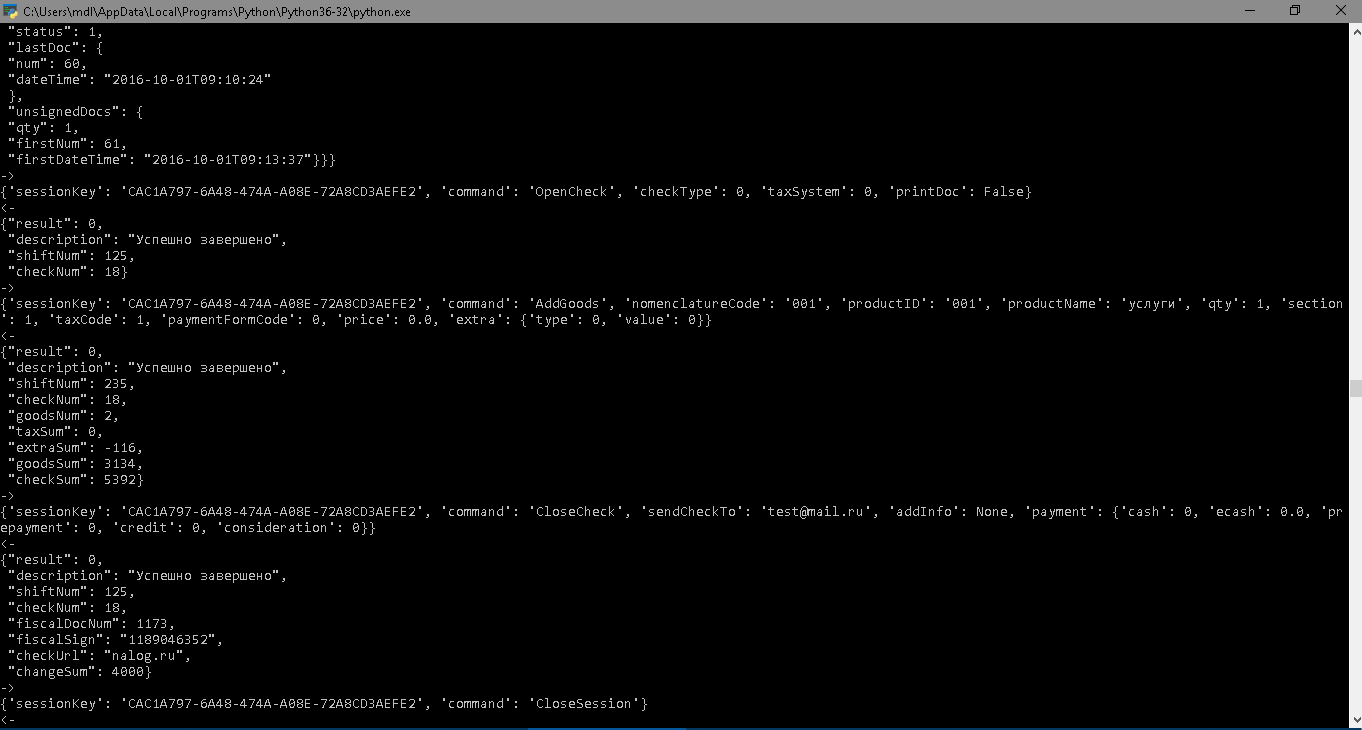 C:\Users\mdl\AppData\Local\Programs\Python\Python36-32\python.exe
"status": 1,
"lastDoc": {
"num": 60,
"dateTime": "2016-10-01T09:10:24"
},
"unsignedDocs": {
"qty": 1,
"firstNum": 61,
"firstDateTime": "2016-10-01T09:13:37"}}}
->
{'sessionKey': 'CAC1A797-6A48-474A-A08E-72A8CD3AEFE2', 'command': 'OpenCheck', 'checkType': 0, 'taxSystem': 0, 'printDoc': False}
<-
{"result": 0,
"description": "Успешно завершено",
"shiftNum": 125,
"checkNum": 18}
->
{'sessionKey': 'CAC1A797-6A48-474A-A08E-72A8CD3AEFE2', 'command': 'AddGoods', 'nomenclatureCode': '001', 'productID': '001', 'productName': 'услуги', 'qty': 1, 'section
': 1, 'taxCode': 1, 'paymentFormCode': 0, 'price': 0.0, 'extra': {'type': 0, 'value': 0}}
<-
{"result": 0,
"description": "Успешно завершено",
"shiftNum": 235,
"checkNum": 18,
"goodsNum": 2,
"taxSum": 0,
"extraSum": -116,
"goodsSum": 3134,
"checkSum": 5392}
->
{'sessionKey': 'CAC1A797-6A48-474A-A08E-72A8CD3AEFE2', 'command': 'CloseCheck', 'sendCheckTo': 'test@mail.ru', 'addInfo': None, 'payment': {'cash': 0, 'ecash': 0.0, 'pr
epayment': 0, 'credit': 0, 'consideration': 0}}
<-
{"result": 0,
"description": "Успешно завершено",
"shiftNum": 125,
"checkNum": 18,
"fiscalDocNum": 1173,
"fiscalSign": "1189046352",
"checkUrl": "nalog.ru",
"changeSum": 4000}
->
{'sessionKey': 'CAC1A797-6A48-474A-A08E-72A8CD3AEFE2', 'command': 'CloseSession'}
<-